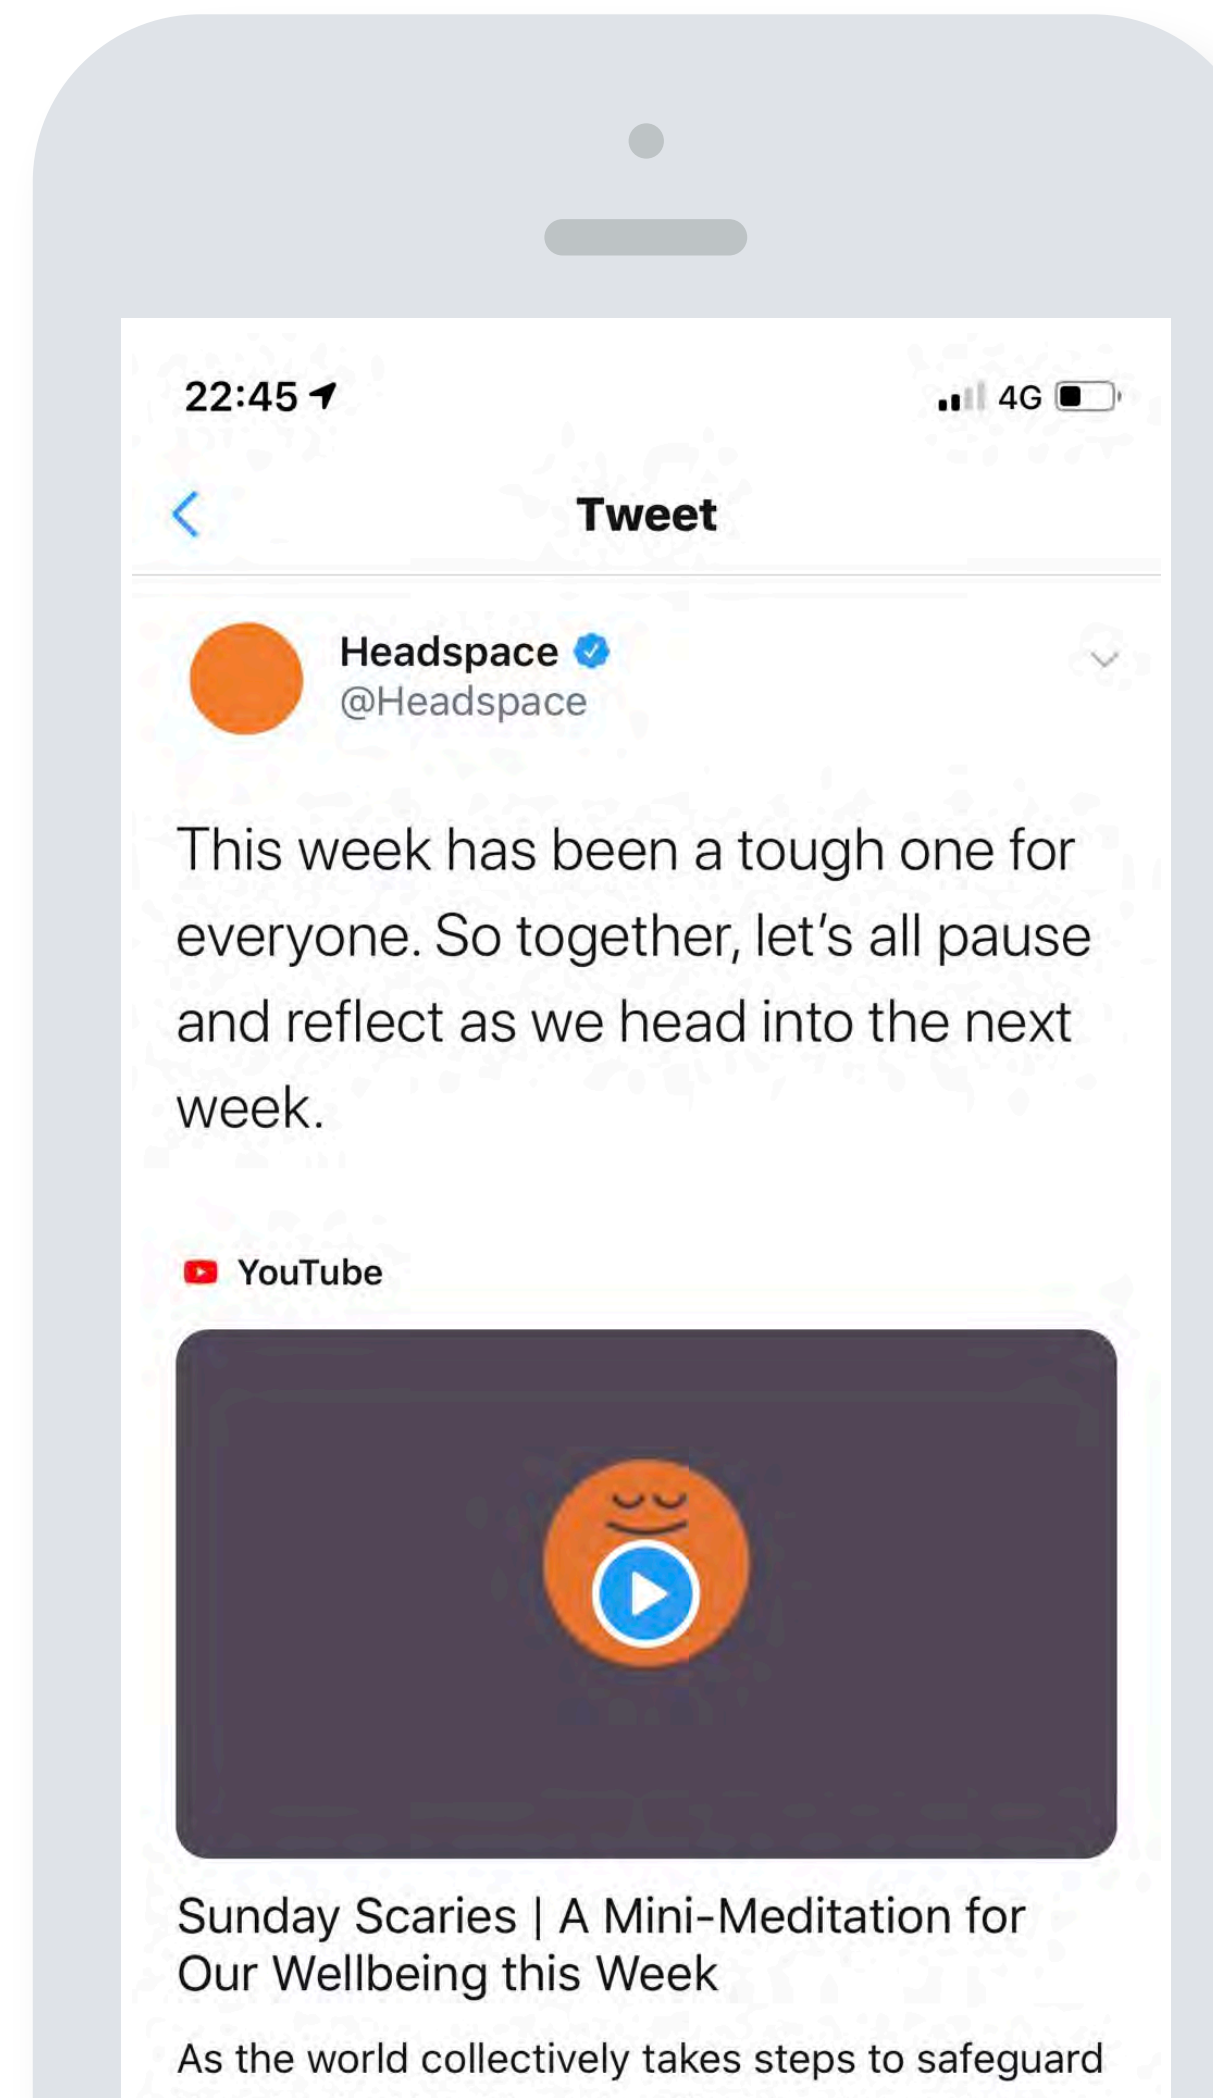 22:45
4G
Tweet
Headspace
@Headspace
This week has been a tough one for
everyone. So together, let’s all pause
and reflect as we head into the next
week.
YouTube
Sunday Scaries | A Mini-Meditation for
Our Wellbeing this Week
As the world collectively takes steps to safeguard